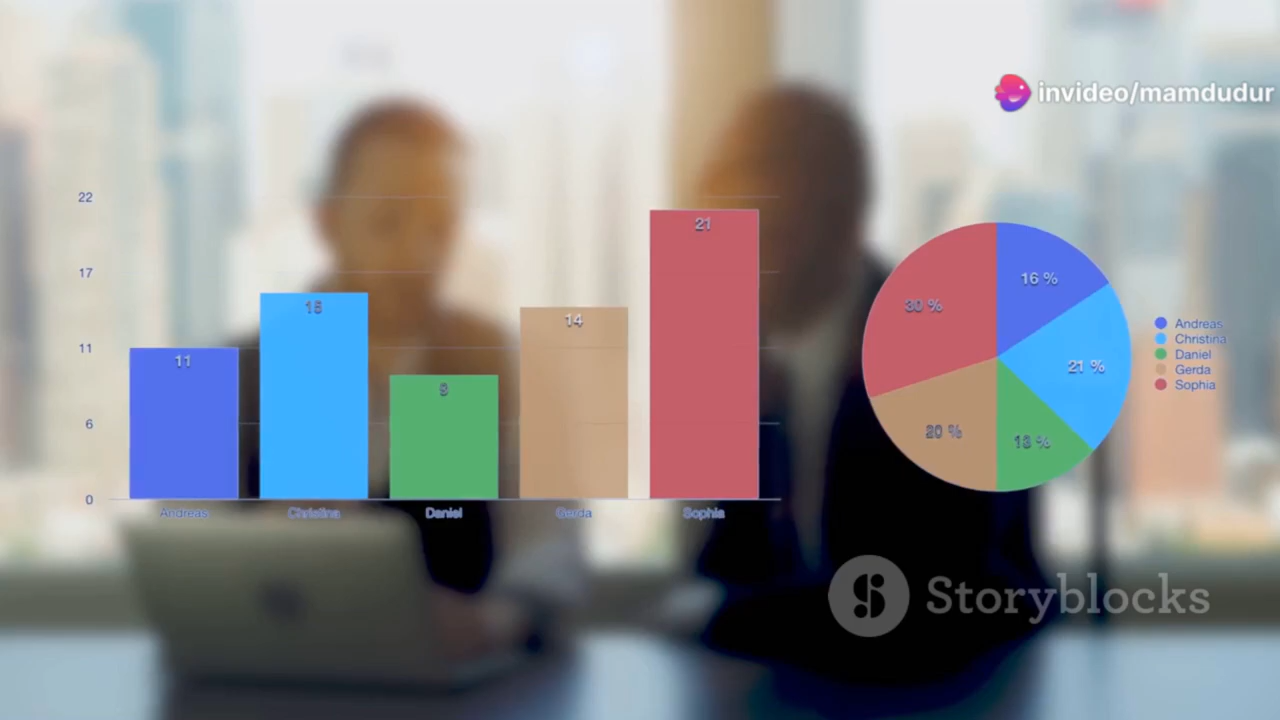 invideo/mamdudur
22
17
11
6
0
11
15
9
14
21
Andreas
Christina
Daniel
Gerda
Sophia
16 %
21 %
13 %
20 %
30 %
Andreas
Christina
Daniel
Gerda
Sophia
Storyblocks